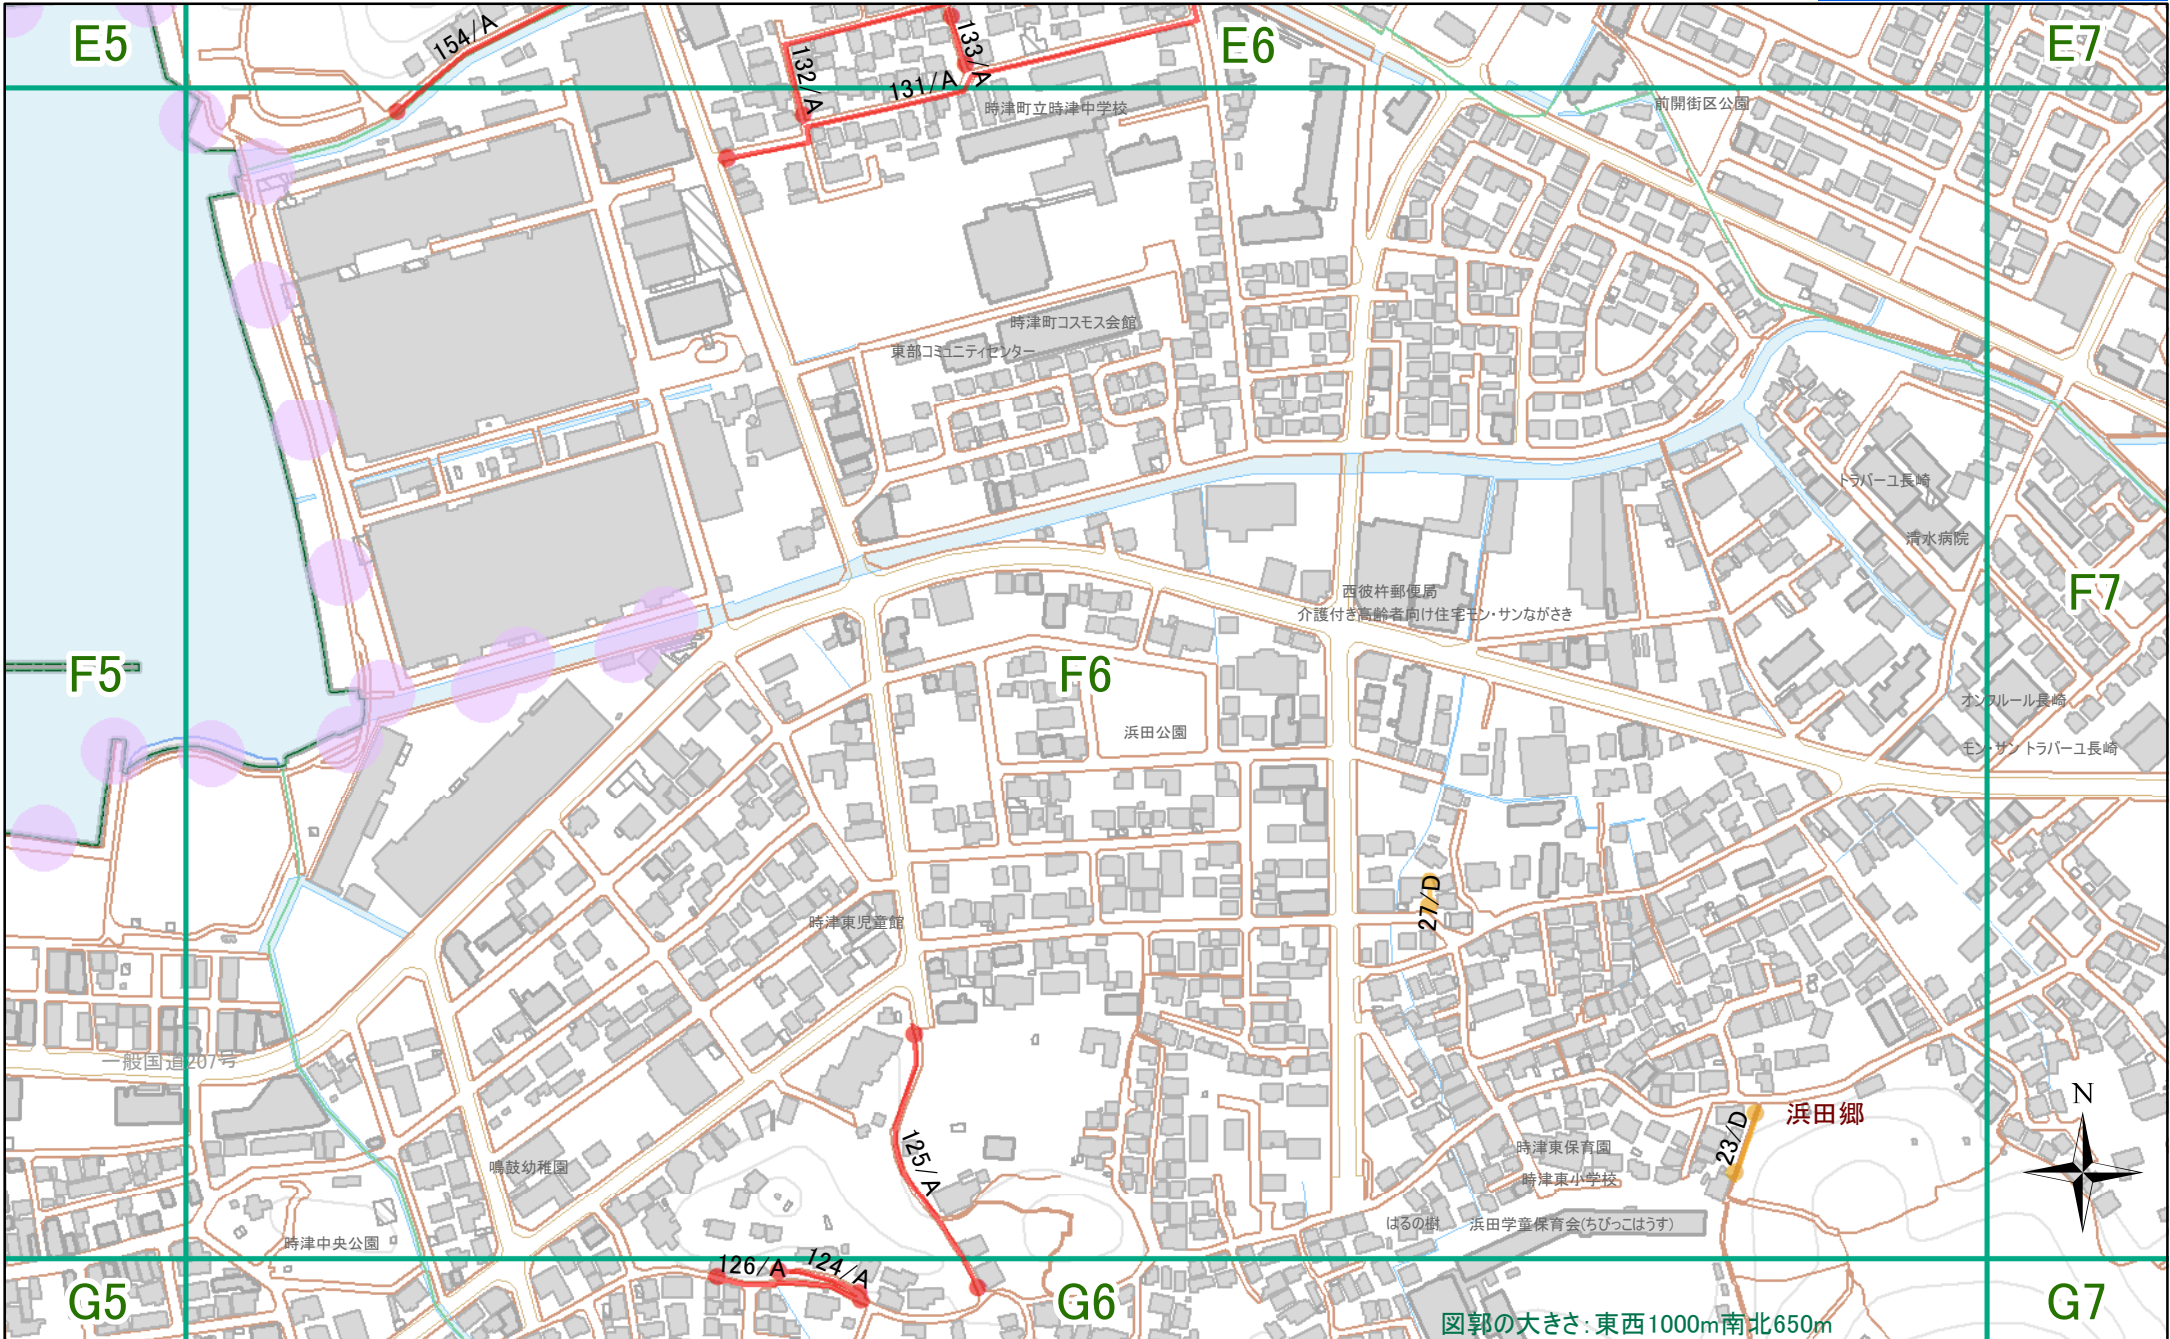 E5
154/A
132/A
133/A
131/A
E6
E7
時津町立時津中学校
前開街区公園
時津町コスモス会館
東部コミュニティセンター
トラバーユ長崎
清水病院
西彼杵郵便局
介護付き高齢者向け住宅モン・サンながさき
F7
F5
F6
オンフルール長崎
浜田公園
モン・サン トラバーユ長崎
27/D
時津東児童館
一般国道207号
N
浜田郷
23/D
125/A
時津東保育園
鳴鼓幼稚園
時津東小学校
はるの樹
浜田学童保育会(ちびっこはうす)
時津中央公園
126/A
124/A
G5
G6
G7
図郭の大きさ：東西1000m南北650m